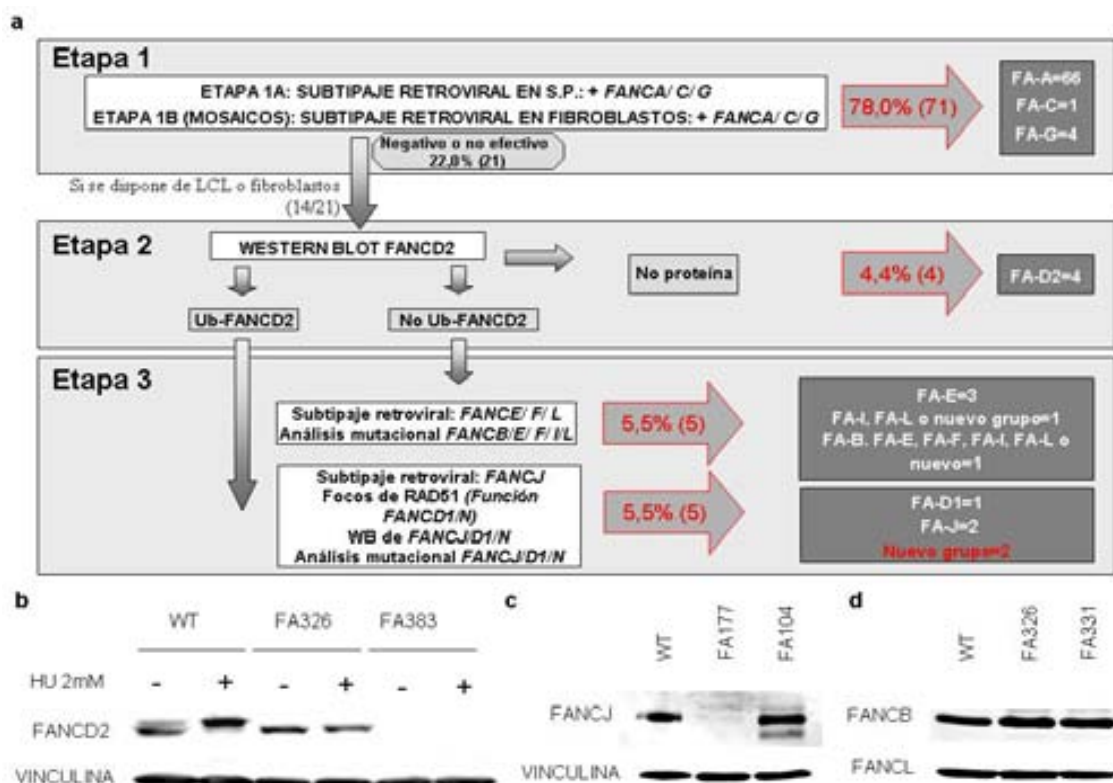 a
Etapa 1
ETAPA 1A: SUBTIPAJE RETROVIRAL EN S.P.: + FANCA/ C/ G
ETAPA 1B (MOSAICOS): SUBTIPAJE RETROVIRAL EN FIBROBLASTOS: + FANCA/ C/ G
78,0% (71)
FA-A=66
FA-C=1
FA-G=4
Negativo o no efectivo
22,0% (21)
Si se dispone de LCL o fibroblastos
(14/21)
Etapa 2
WESTERN BLOT FANCD2
No proteína
4,4% (4)
FA-D2=4
Ub-FANCD2
No Ub-FANCD2
Etapa 3
Subtipaje retroviral: FANCE/ F/ L
Análisis mutacional FANCB/E/ F/ I/L
5,5% (5)
FA-E=3
FA-I, FA-L o nuevo grupo=1
FA-B, FA-E, FA-F, FA-I, FA-L o
nuevo=1
Subtipaje retroviral: FANCJ
Focos de RAD51 (Función
FANCD1/N)
WB de FANCJ/D1/N
Análisis mutacional FANCJ/D1/N
5,5% (5)
FA-D1=1
FA-J=2
Nuevo grupo=2
b
WT FA326 FA383
HU 2mM - + - + - +
FANCD2
VINCULINA
c
WT FA177 FA104
FANCJ
VINCULINA
d
WT FA326 FA331
FANCB
FANCL